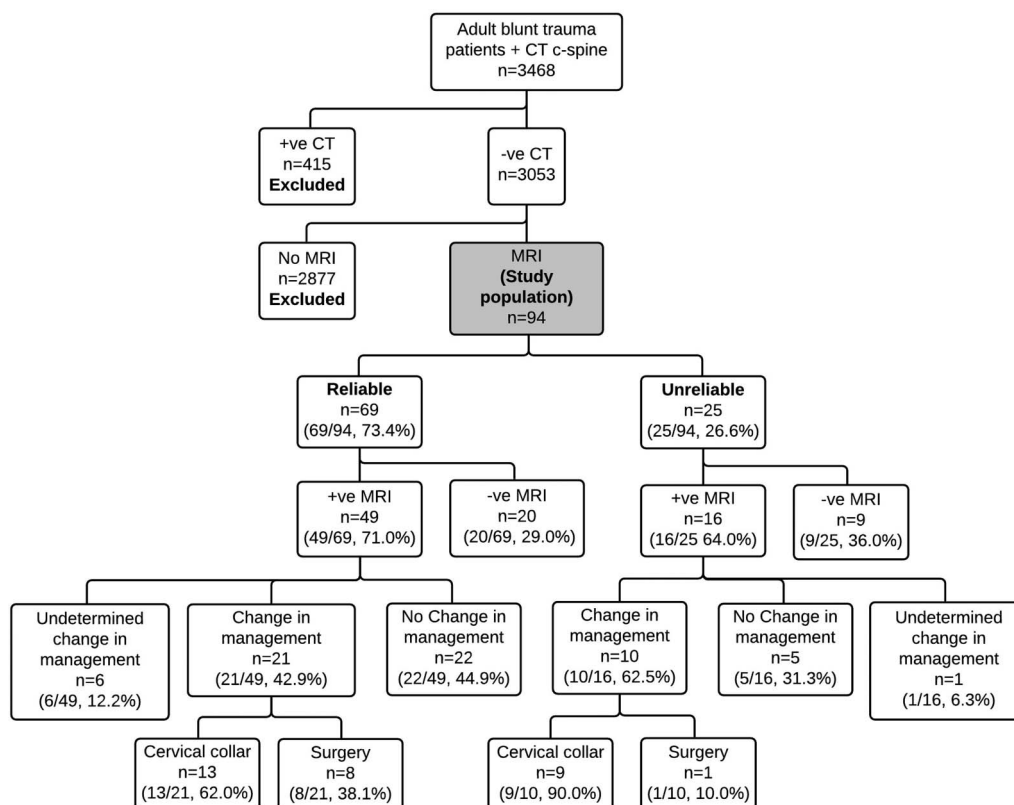 Adult blunt trauma
patients + CT c-spine
n=3468
+ve CT
n=415
Excluded
-ve CT
n=3053
No MRI
n=2877
Excluded
MRI
(Study
population)
n=94
Reliable
n=69
(69/94, 73.4%)
Unreliable
n=25
(25/94, 26.6%)
+ve MRI
n=49
(49/69, 71.0%)
-ve MRI
n=20
(20/69, 29.0%)
+ve MRI
n=16
(16/25 64.0%)
-ve MRI
n=9
(9/25, 36.0%)
Undetermined
change in
management
n=6
(6/49, 12.2%)
Change in
management
n=21
(21/49, 42.9%)
No Change in
management
n=22
(22/49, 44.9%)
Change in
management
n=10
(10/16, 62.5%)
No Change in
management
n=5
(5/16, 31.3%)
Undetermined
change in
management
n=1
(1/16, 6.3%)
Cervical collar
n=13
(13/21, 62.0%)
Surgery
n=8
(8/21, 38.1%)
Cervical collar
n=9
(9/10, 90.0%)
Surgery
n=1
(1/10, 10.0%)